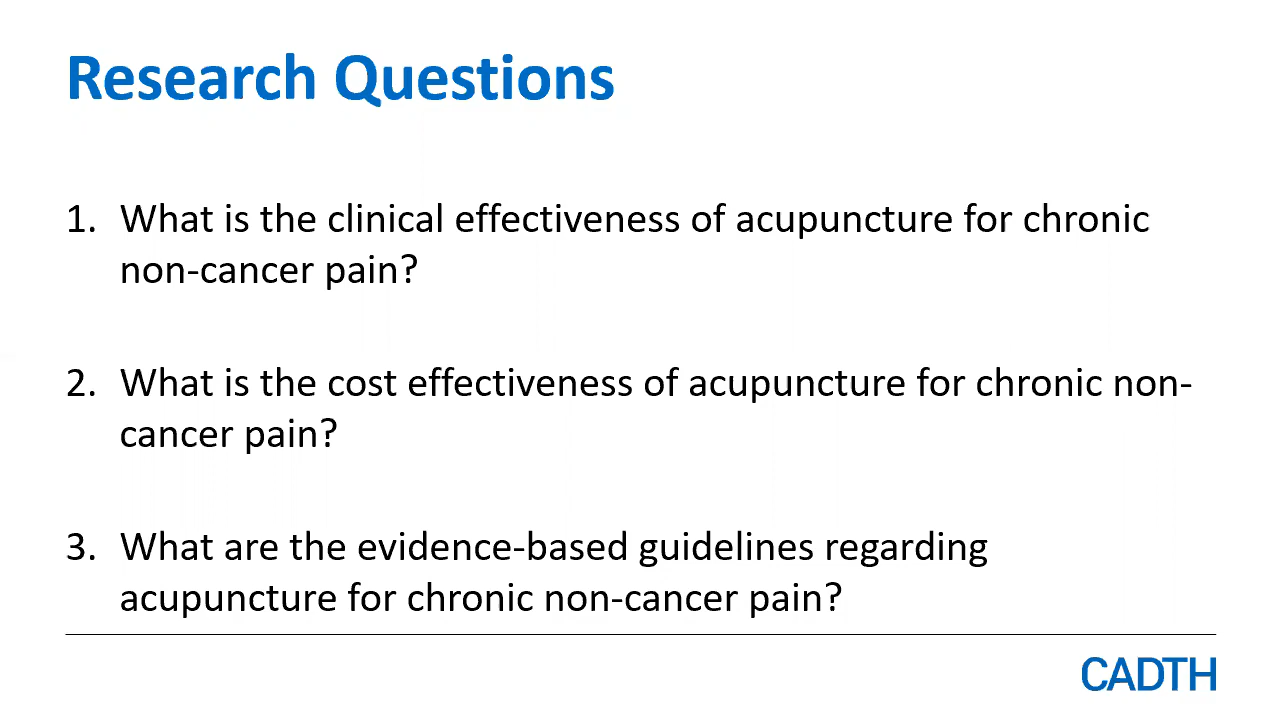 Research Questions
1. What is the clinical effectiveness of acupuncture for chronic
non-cancer pain?
2. What is the cost effectiveness of acupuncture for chronic non-
cancer pain?
3. What are the evidence-based guidelines regarding
acupuncture for chronic non-cancer pain?
CADTH